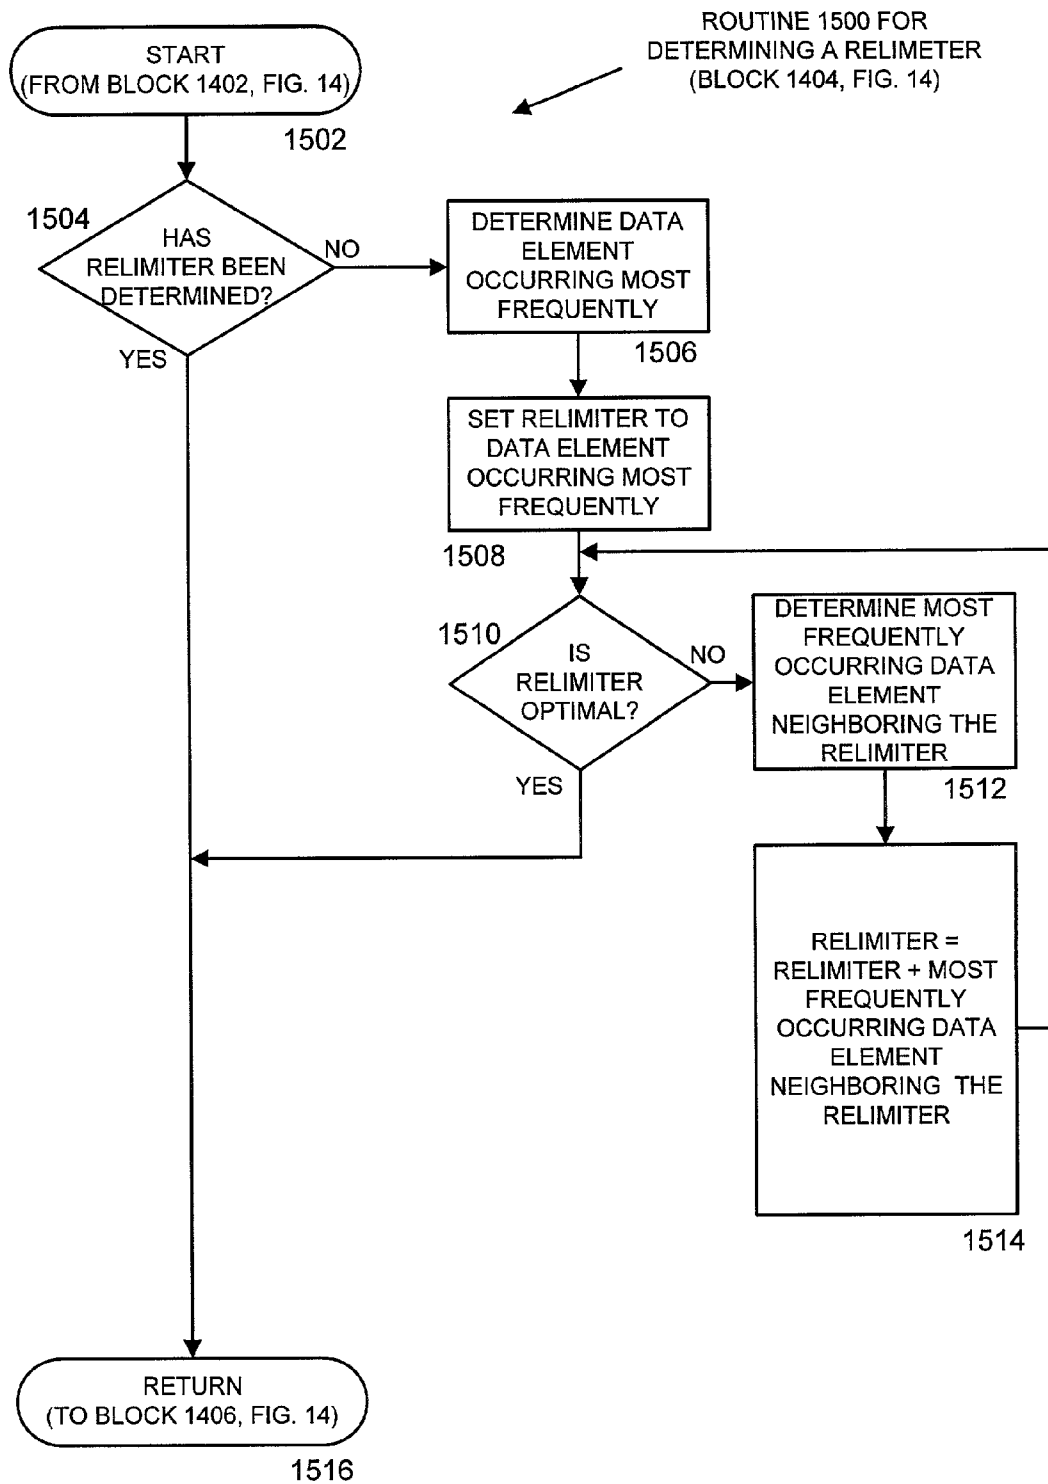 ROUTINE 1500 FOR
DETERMINING A RELIMETER
(BLOCK 1404, FIG. 14)
START
(FROM BLOCK 1402, FIG. 14)
1502
1504
HAS
RELIMITER BEEN
DETERMINED?
NO
YES
DETERMINE DATA
ELEMENT
OCCURRING MOST
FREQUENTLY
1506
SET RELIMITER TO
DATA ELEMENT
OCCURRING MOST
FREQUENTLY
1508
1510
IS
RELIMITER
OPTIMAL?
NO
YES
DETERMINE MOST
FREQUENTLY
OCCURRING DATA
ELEMENT
NEIGHBORING THE
RELIMITER
1512
RELIMITER =
RELIMITER + MOST
FREQUENTLY
OCCURRING DATA
ELEMENT
NEIGHBORING THE
RELIMITER
1514
RETURN
(TO BLOCK 1406, FIG. 14)
1516